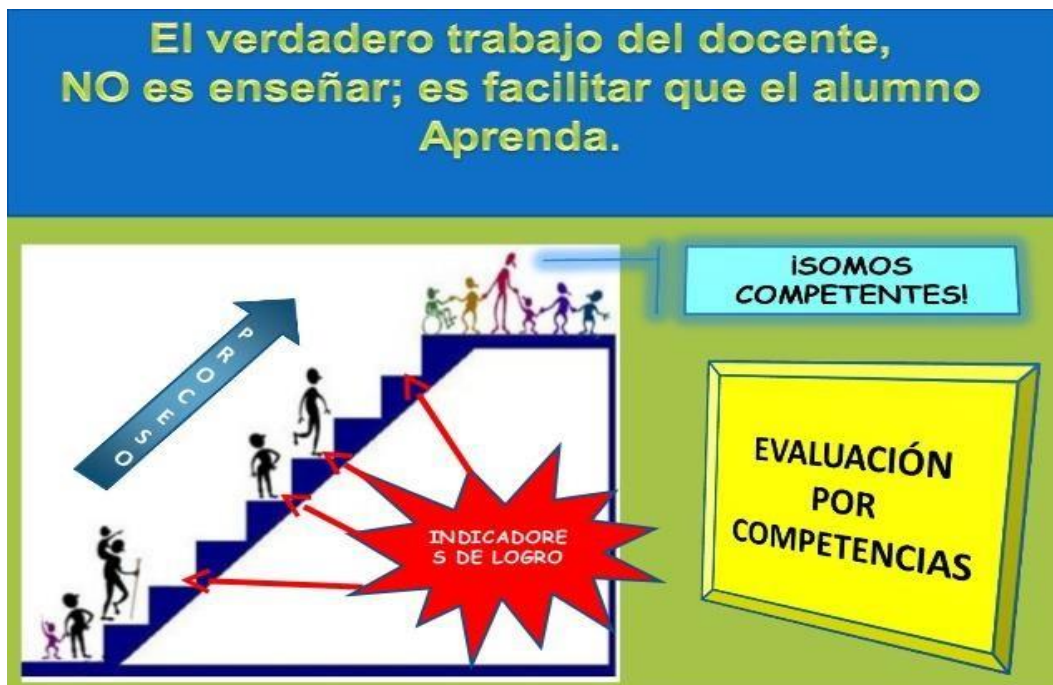 El verdadero trabajo del docente,
NO es enseñar; es facilitar que el alumno
Aprenda.
¡SOMOS
COMPETENTES!
PROCESO
EVALUACIÓN
POR
COMPETENCIAS
INDICADORE
S DE LOGRO